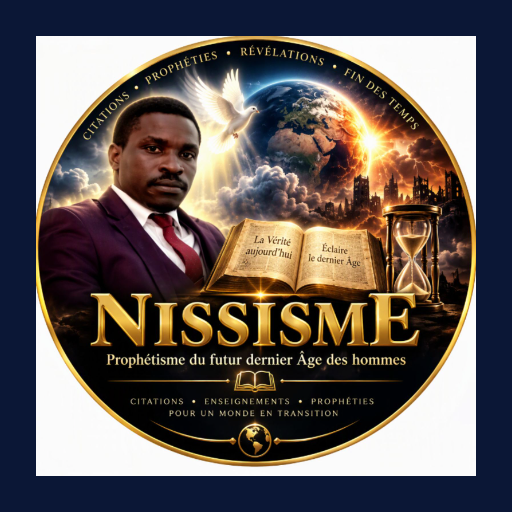 CITATIONS • PROPHÉTIES • RÉVÉLATIONS • FIN DES TEMPS
La Vérité
aujourd'hui
Éclaire
le dernier Âge
NISSISME
Prophétisme du futur dernier Âge des hommes
CITATIONS • ENSEIGNEMENTS • PROPHÉTIES
POUR UN MONDE EN TRANSITION